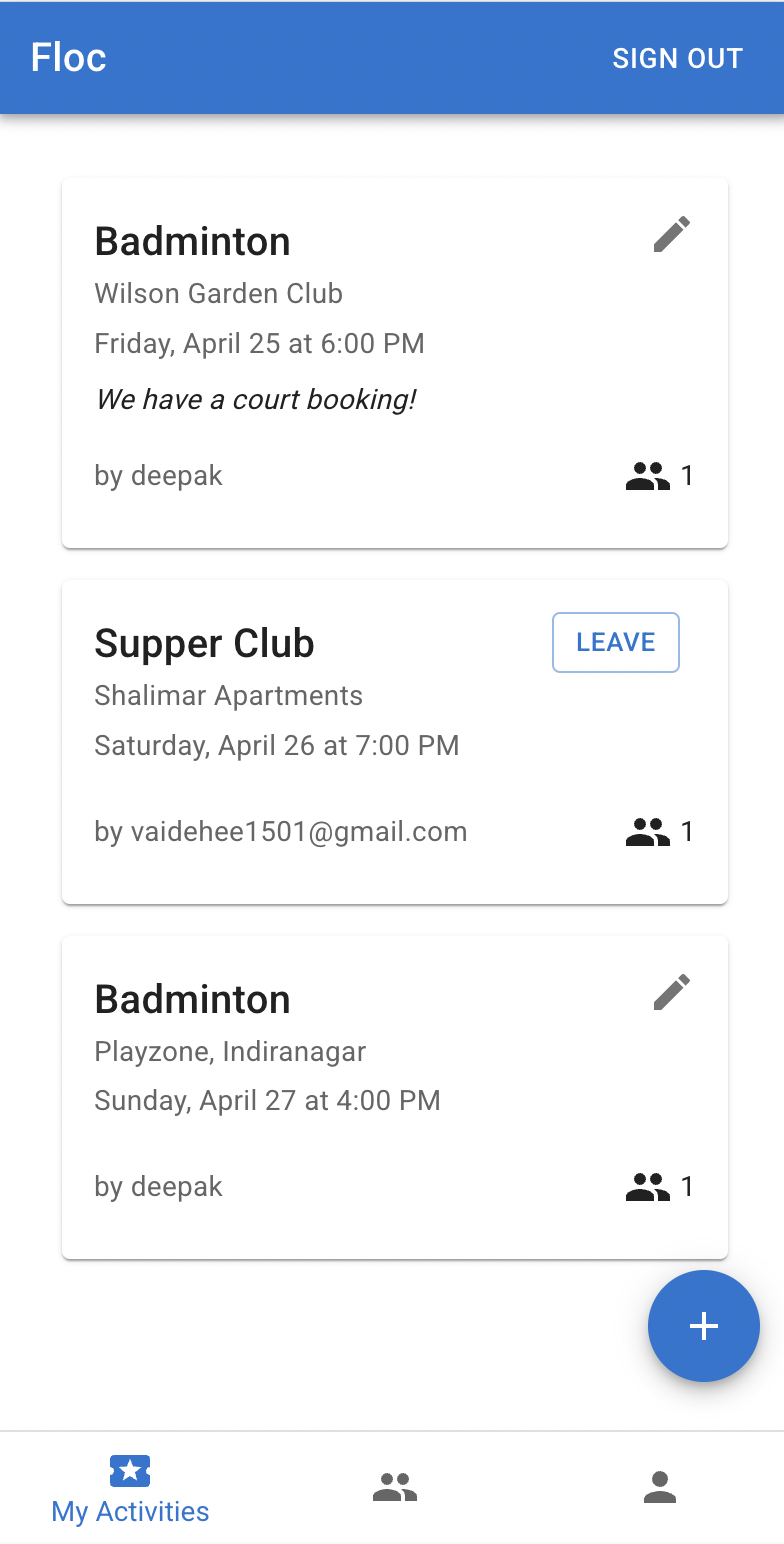 Floc
SIGN OUT
Badminton
Wilson Garden Club
Friday, April 25 at 6:00 PM
We have a court booking!
by deepak
1
Supper Club
LEAVE
Shalimar Apartments
Saturday, April 26 at 7:00 PM
by vaidehee1501@gmail.com
1
Badminton
Playzone, Indiranagar
Sunday, April 27 at 4:00 PM
by deepak
1
My Activities